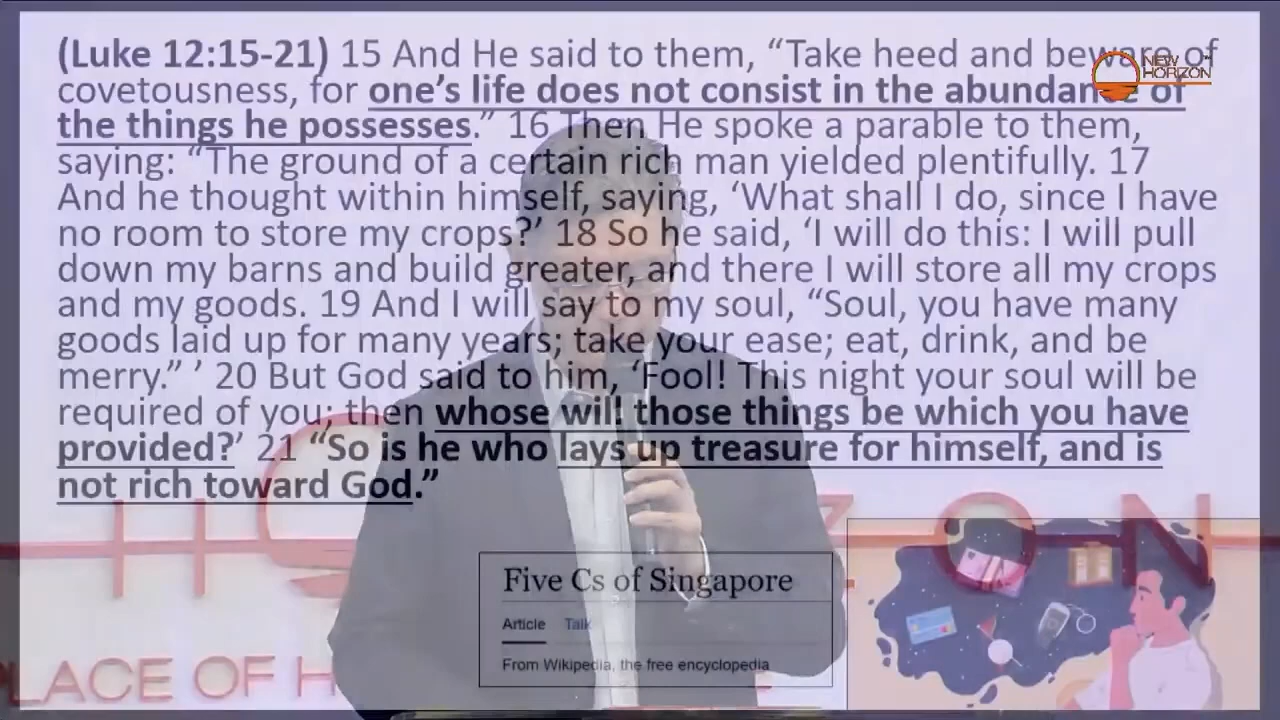 (Luke 12:15-21) 15 And He said to them, “Take heed and beware of
covetousness, for one’s life does not consist in the abundance of
the things he possesses.” 16 Then He spoke a parable to them,
saying: “The ground of a certain rich man yielded plentifully. 17
And he thought within himself, saying, ‘What shall I do, since I have
no room to store my crops?’ 18 So he said, ‘I will do this: I will pull
down my barns and build greater, and there I will store all my crops
and my goods. 19 And I will say to my soul, “Soul, you have many
goods laid up for many years; take your ease; eat, drink, and be
merry.” ’ 20 But God said to him, ‘Fool! This night your soul will be
required of you; then whose will those things be which you have
provided?’ 21 “So is he who lays up treasure for himself, and is
not rich toward God.”
NEW
HORIZON
H ZON
LACE OF H
Five Cs of Singapore
Article Talk
From Wikipedia, the free encyclopedia